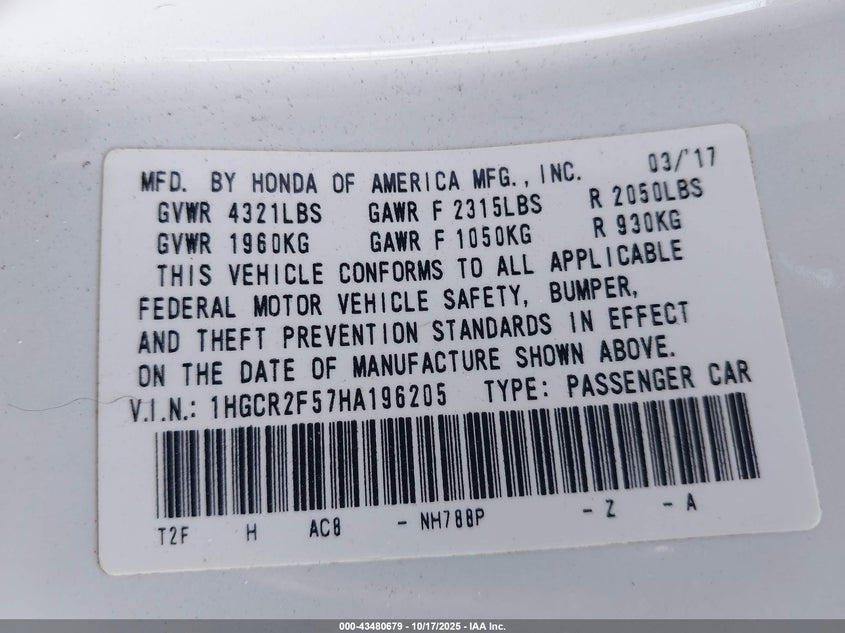 MFD. BY HONDA OF AMERICA MFG., INC. 03/'17
GVWR 4321LBS GAWR F 2315LBS R 2050LBS
GVWR 1960KG GAWR F 1050KG R 930KG
THIS VEHICLE CONFORMS TO ALL APPLICABLE
FEDERAL MOTOR VEHICLE SAFETY, BUMPER,
AND THEFT PREVENTION STANDARDS IN EFFECT
ON THE DATE OF MANUFACTURE SHOWN ABOVE.
V.I.N.: 1HGCR2F57HA196205 TYPE: PASSENGER CAR
T2F H AC8 - NH788P - Z - A
000-43480679 - 10/17/2025 - IAA Inc.